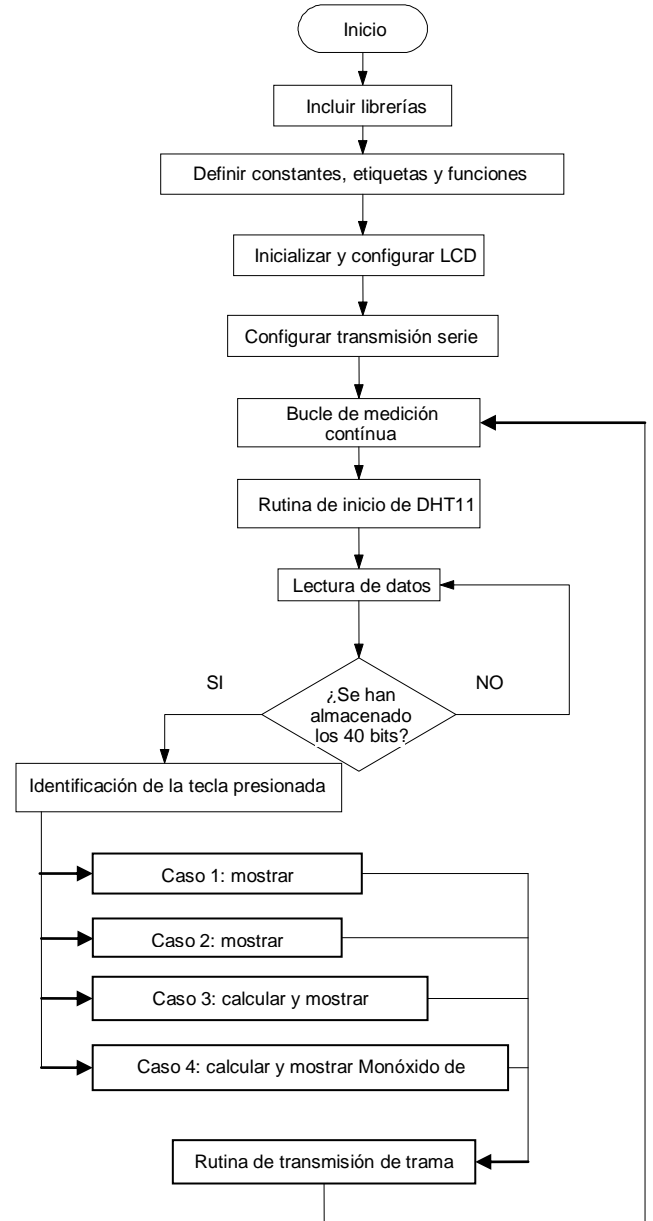 Inicio
Incluir librerías
Definir constantes, etiquetas y funciones
Inicializar y configurar LCD
Configurar transmisión serie
Bucle de medición
contínua
Rutina de inicio de DHT11
Lectura de datos
SI
NO
¿Se han
almacenado
los 40 bits?
Identificación de la tecla presionada
Caso 1: mostrar
Caso 2: mostrar
Caso 3: calcular y mostrar
Caso 4: calcular y mostrar Monóxido de
Rutina de transmisión de trama